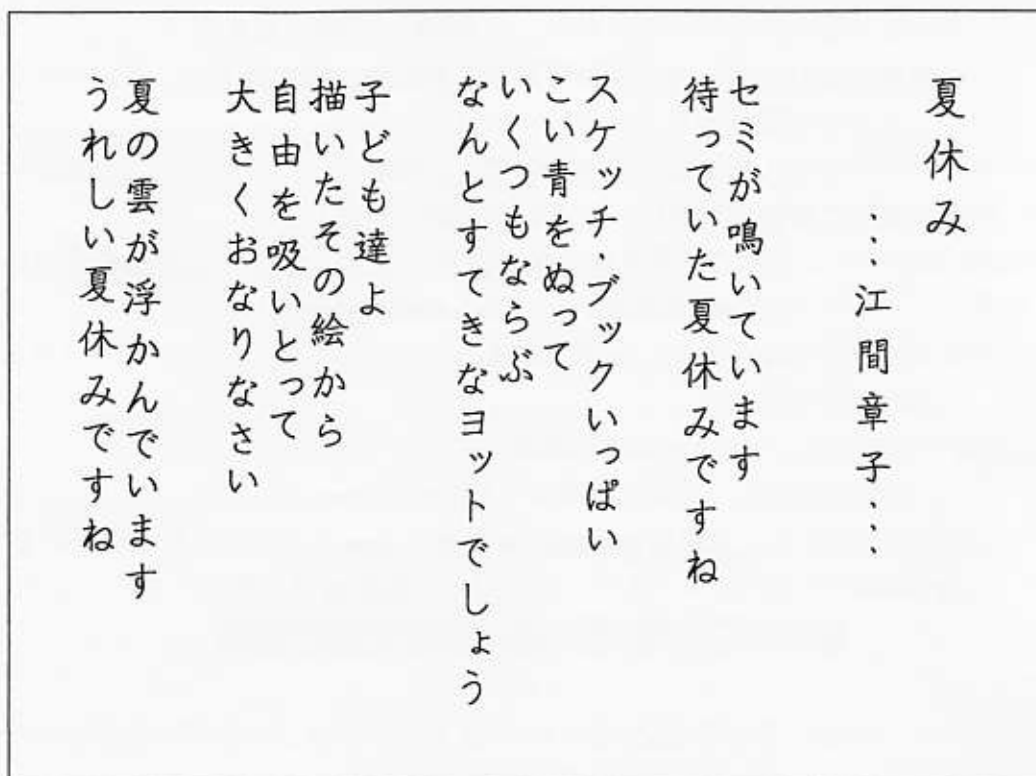 夏休み
・・・江間章子・・・
セミが鳴いています
待っていた夏休みですね
スケッチ・ブックいっぱい
こい青をぬって
いくつもならぶ
なんとすてきなヨットでしょう
子ども達よ
描いたその絵から
自由を吸いとって
大きくおなりなさい
夏の雲が浮かんでいます
うれしい夏休みですね